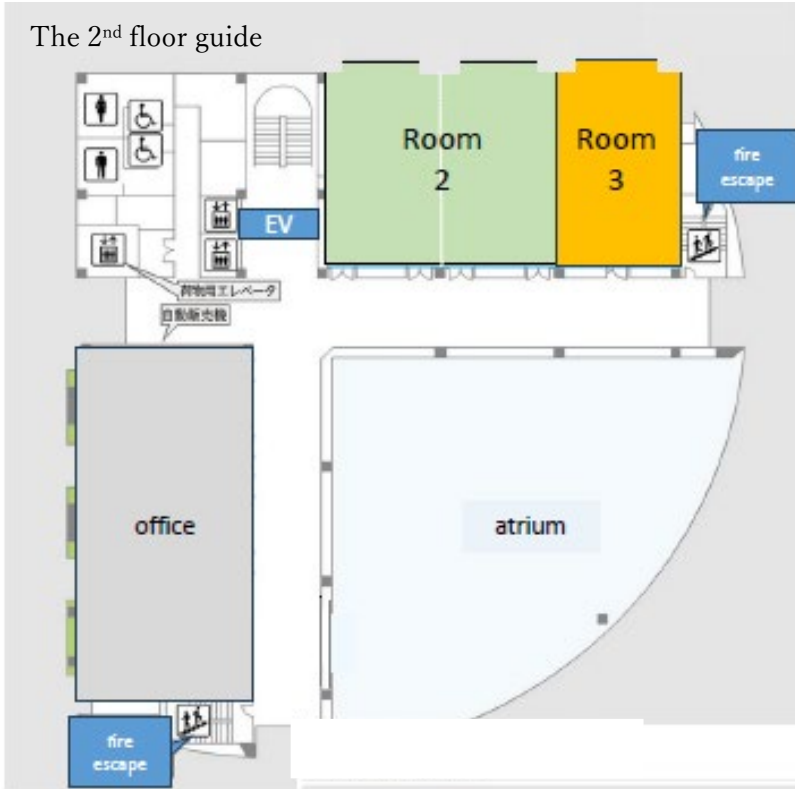 The 2nd floor guide
Room
2
Room
3
fire
escape
EV
荷物用エレベータ
自動販売機
office
atrium
fire
escape